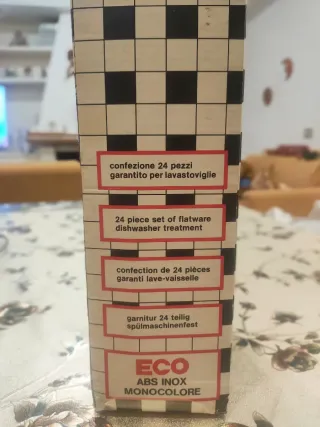 confezione 24 pezzi
garantito per lavastoviglie
24 piece set of flatware
dishwasher treatment
confection de 24 pièces
garanti lave-vaisselle
garnitur 24 teilig
spülmaschinenfest
ECO
ABS INOX
MONOCOLORE